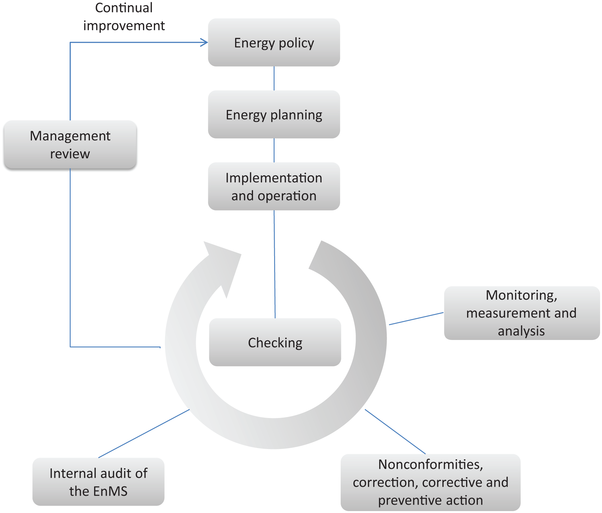 Continual
improvement
Energy policy
Energy planning
Management
review
Implementation
and operation
Monitoring,
measurement and
analysis
Checking
Internal audit of
the EnMS
Nonconformities,
correction, corrective and
preventive action